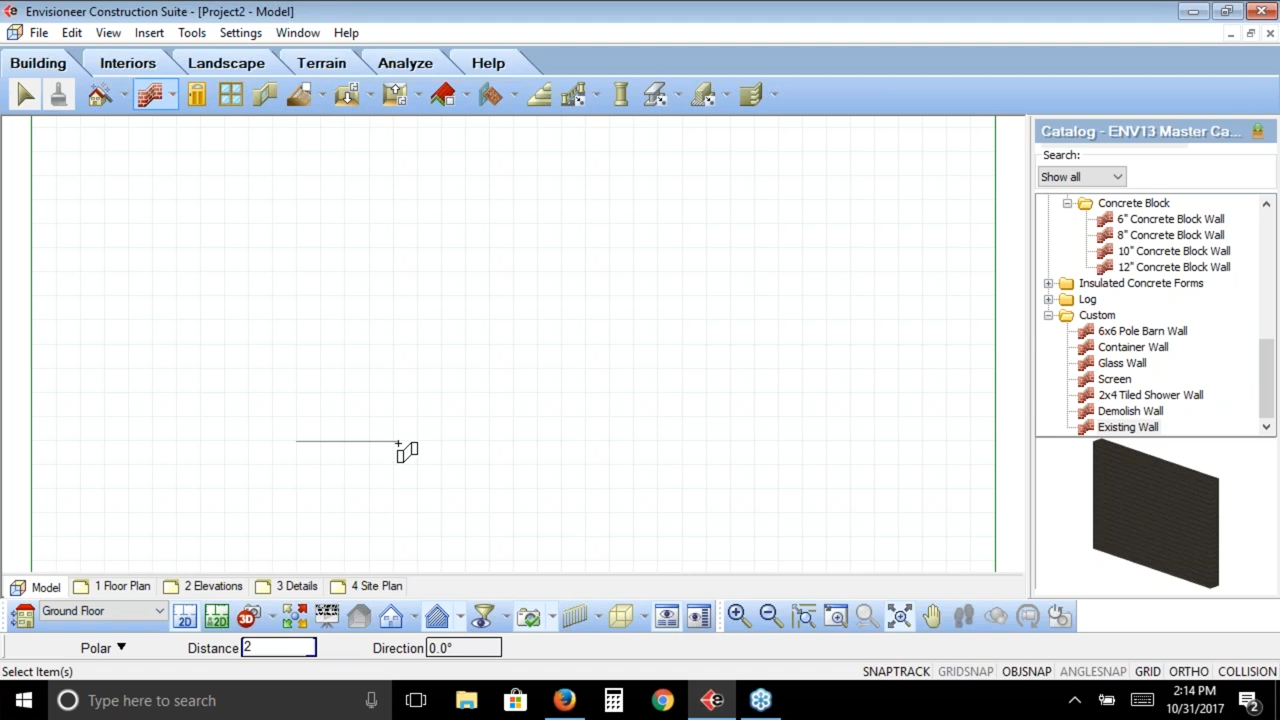 Envisioneer Construction Suite - [Project2 - Model]
File Edit View Insert Tools Settings Window Help
Building Interiors Landscape Terrain Analyze Help
Catalog - ENV13 Master Ca...
Search:
Show all
Concrete Block
6" Concrete Block Wall
8" Concrete Block Wall
10" Concrete Block Wall
12" Concrete Block Wall
Insulated Concrete Forms
Log
Custom
6x6 Pole Barn Wall
Container Wall
Glass Wall
Screen
2x4 Tiled Shower Wall
Demolish Wall
Existing Wall
Model 1 Floor Plan 2 Elevations 3 Details 4 Site Plan
Ground Floor 2D 2D 3D
Polar Distance 2 Direction 0.0°
Select Item(s) SNAPTRACK GRIDSNAP OBJSNAP ANGLESNAP GRID ORTHO COLLISION
Type here to search
2:14 PM
10/31/2017
2